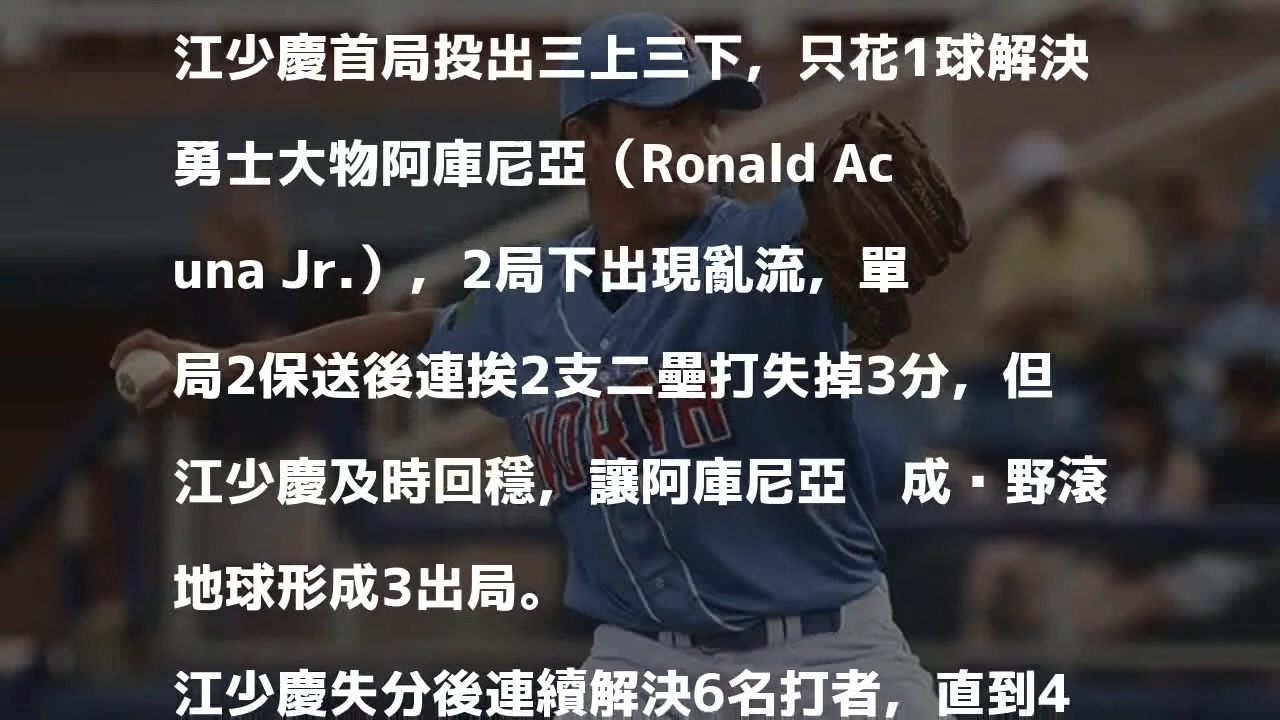 江少慶首局投出三上三下，只花1球解決
勇士大物阿庫尼亞（Ronald Ac
una Jr.），2局下出現亂流，單
局2保送後連挨2支二壘打失掉3分，但
江少慶及時回穩，讓阿庫尼亞　成·野滾
地球形成3出局。
江少慶失分後連續解決6名打者，直到4
NORTH